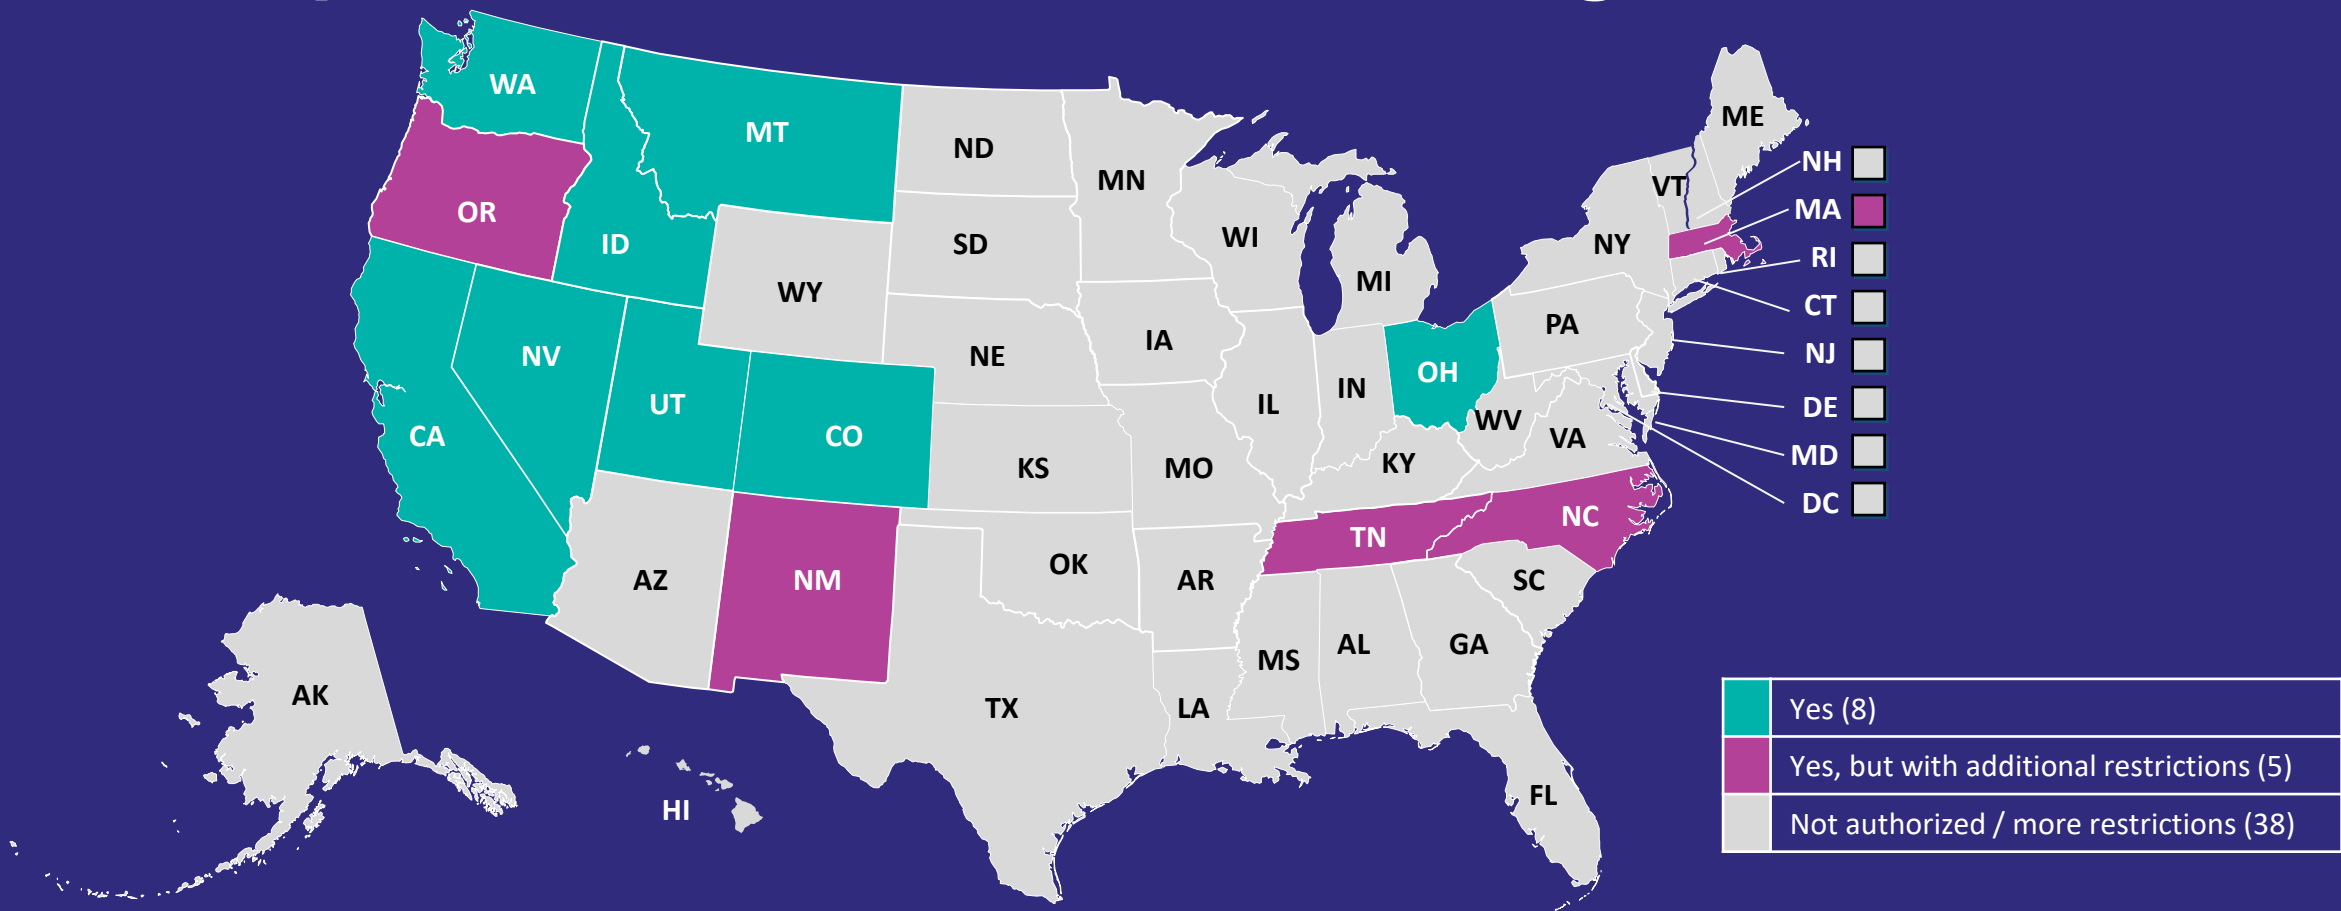 WA
MT
ME
ND
NH
MN
VT
MA
OR
ID
SD
WI
NY
RI
WY
MI
CT
PA
NV
IA
NE
NJ
OH
IN
UT
IL
DE
WV
CA
CO
VA
MD
KS
MO
KY
DC
NC
TN
OK
AZ
NM
AR
SC
AL
GA
MS
AK
TX
LA
FL
HI
Yes (8)
Yes, but with additional restrictions (5)
Not authorized / more restrictions (38)